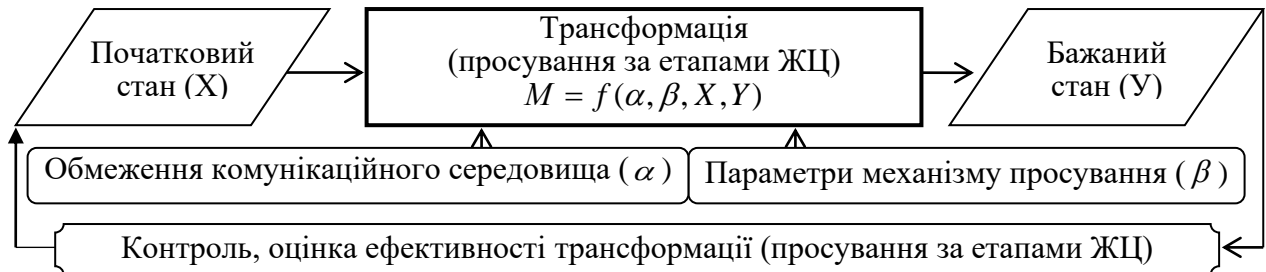 Початковий
стан (Х)
Трансформація
(просування за етапами ЖЦ)
M = f(α, β, X, Y)
Бажаний
стан (У)
Обмеження комунікаційного середовища (α)
Параметри механізму просування (β)
Контроль, оцінка ефективності трансформації (просування за етапами ЖЦ)